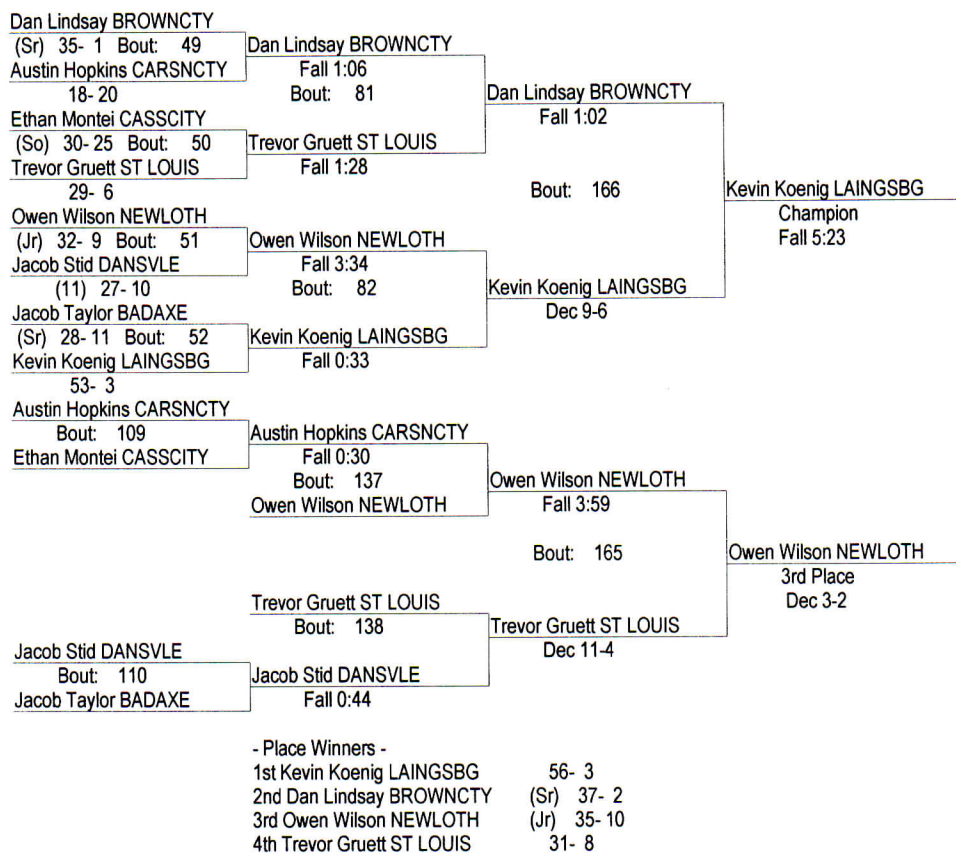 Dan Lindsay BROWNCTY
(Sr) 35- 1 Bout: 49
Austin Hopkins CARSNCTY
18- 20
Ethan Montei CASSCITY
(So) 30- 25 Bout: 50
Trevor Gruett ST LOUIS
29- 6
Owen Wilson NEWLOTH
(Jr) 32- 9 Bout: 51
Jacob Stid DANSVLE
(11) 27- 10
Jacob Taylor BADAXE
(Sr) 28- 11 Bout: 52
Kevin Koenig LAINGSBG
53- 3
Dan Lindsay BROWNCTY
Fall 1:06
Bout: 81
Trevor Gruett ST LOUIS
Fall 1:28
Owen Wilson NEWLOTH
Fall 3:34
Bout: 82
Kevin Koenig LAINGSBG
Fall 0:33
Dan Lindsay BROWNCTY
Fall 1:02
Bout: 166
Kevin Koenig LAINGSBG
Dec 9-6
Kevin Koenig LAINGSBG
Champion
Fall 5:23
Austin Hopkins CARSNCTY
Bout: 109
Ethan Montei CASSCITY
Austin Hopkins CARSNCTY
Fall 0:30
Bout: 137
Owen Wilson NEWLOTH
Jacob Stid DANSVLE
Bout: 110
Jacob Taylor BADAXE
Trevor Gruett ST LOUIS
Bout: 138
Jacob Stid DANSVLE
Fall 0:44
Owen Wilson NEWLOTH
Fall 3:59
Bout: 165
Trevor Gruett ST LOUIS
Dec 11-4
Owen Wilson NEWLOTH
3rd Place
Dec 3-2
- Place Winners -
1st Kevin Koenig LAINGSBG 56- 3
2nd Dan Lindsay BROWNCTY (Sr) 37- 2
3rd Owen Wilson NEWLOTH (Jr) 35- 10
4th Trevor Gruett ST LOUIS 31- 8